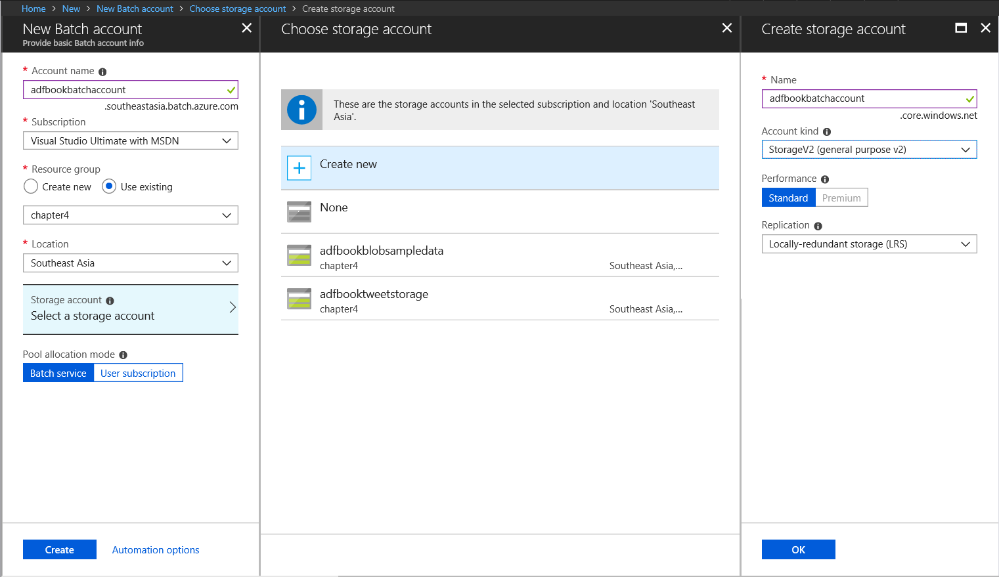 Home > New > New Batch account > Choose storage account > Create storage account
New Batch account
Provide basic Batch account info
* Account name
adfbookbatchaccount
.southeastasia.batch.azure.com
* Subscription
Visual Studio Ultimate with MSDN
* Resource group
Create new Use existing
chapter4
* Location
Southeast Asia
Storage account
Select a storage account
Pool allocation mode
Batch service User subscription
Create Automation options
Choose storage account
These are the storage accounts in the selected subscription and location 'Southeast
Asia'.
Create new
None
adfbookblobsampledata
chapter4 Southeast Asia,...
adfbooktweetstorage
chapter4 Southeast Asia,...
Create storage account
* Name
adfbookbatchaccount
.core.windows.net
Account kind
StorageV2 (general purpose v2)
Performance
Standard Premium
Replication
Locally-redundant storage (LRS)
OK